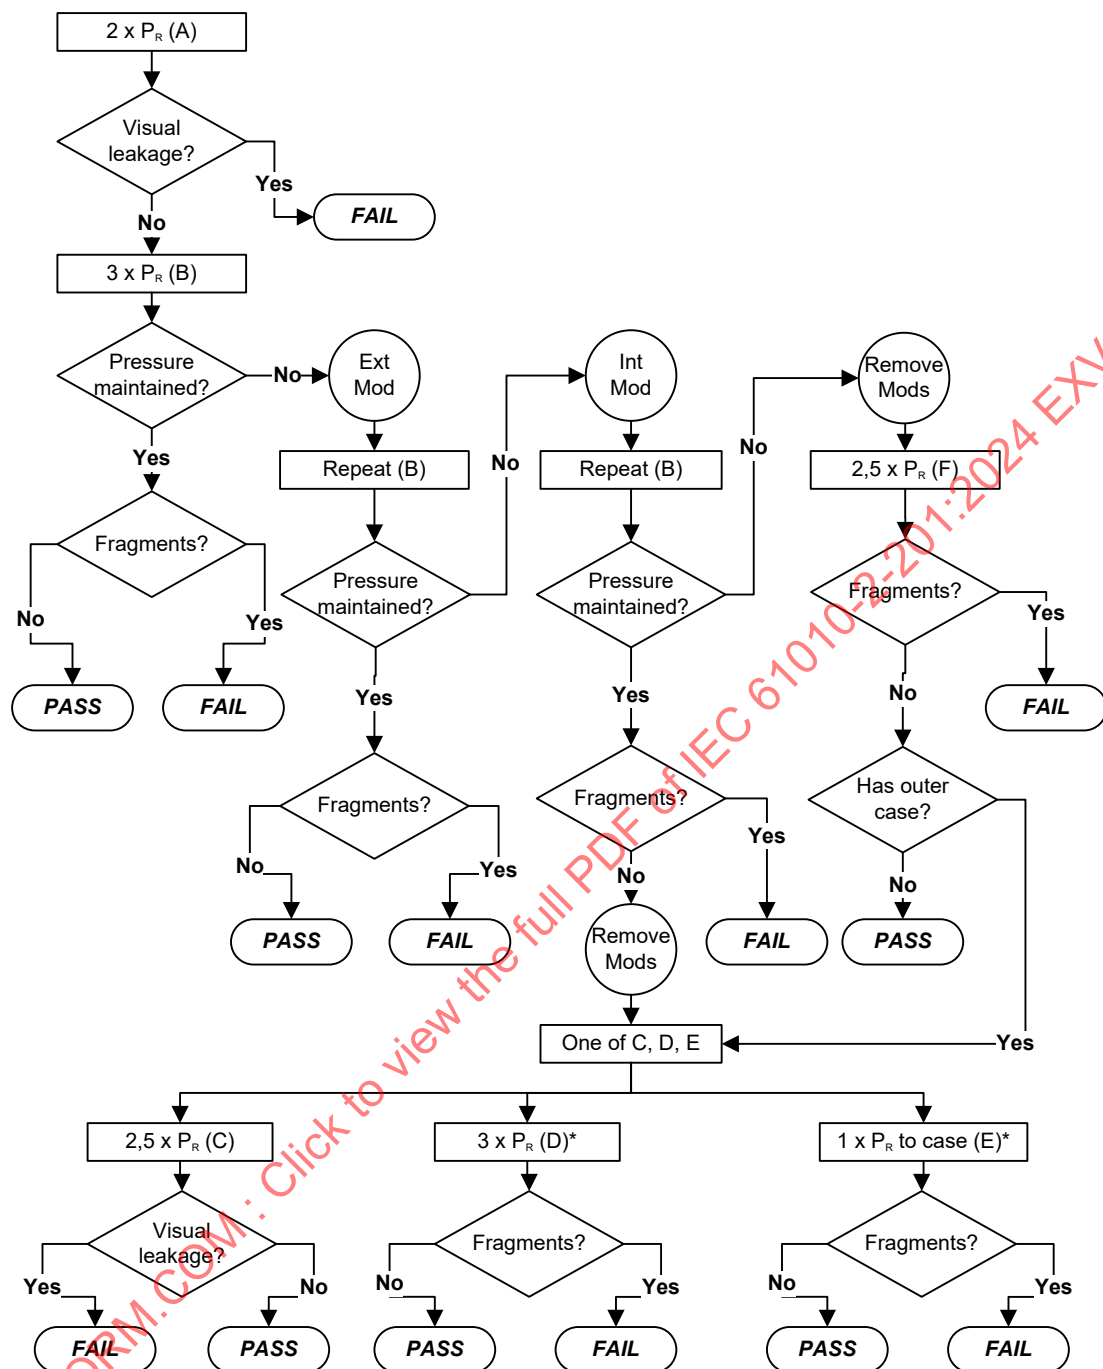 2 x PR (A)
Visual
leakage?
Yes
FAIL
No
3 x PR (B)
Pressure
maintained?
No
Ext
Mod
Int
Mod
Remove
Mods
Yes
Repeat (B)
No
Repeat (B)
No
2,5 x PR (F)
Fragments?
Pressure
maintained?
Pressure
maintained?
Fragments?
No
Yes
Yes
PASS
FAIL
Yes
Yes
No
FAIL
Fragments?
Fragments?
Has outer
case?
No
Yes
No
Yes
No
PASS
FAIL
Remove
Mods
FAIL
PASS
One of C, D, E
Yes
2,5 x PR (C)
3 x PR (D)*
1 x PR to case (E)*
Visual
leakage?
Fragments?
Fragments?
Yes
No
No
Yes
No
Yes
FAIL
PASS
PASS
FAIL
PASS
FAIL
ORM.COM : Click to view the full PDF of IEC 61010-2-201:2024 EXV